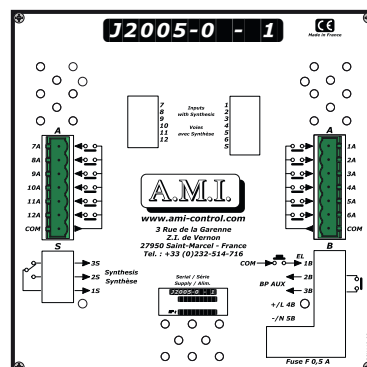 J2005-0 - 1
CE
Made in France
A
A
7
8
9
10
11
12
Inputs
with Synthesis
Voies
avec Synthèse
1
2
3
4
5
6
S
7A
8A
9A
10A
11A
12A
COM
1A
2A
3A
4A
5A
6A
COM
A.M.I.
www.ami-control.com
3 Rue de la Garenne
Z.I. de Vernon
27950 Saint-Marcel - France
Tel. : +33 (0)232-514-716
S
3S
2S
1S
Synthesis
Synthèse
Serial / Série
Supply / Alim.
J2005-0 - 1
B
COM
EL
1B
BP AUX
2B
3B
+/L 4B
-/N 5B
Fuse F 0,5 A